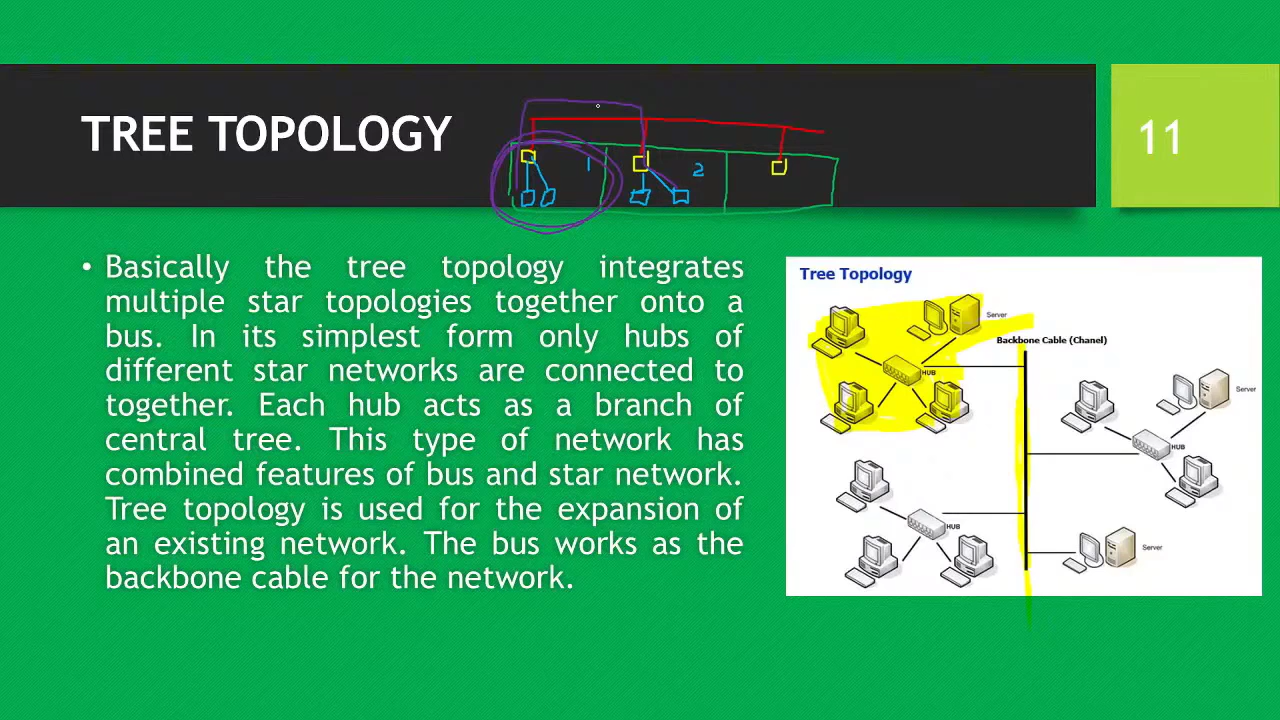 TREE TOPOLOGY
11
1
2
• Basically the tree topology integrates
multiple star topologies together onto a
bus. In its simplest form only hubs of
different star networks are connected to
together. Each hub acts as a branch of
central tree. This type of network has
combined features of bus and star network.
Tree topology is used for the expansion of
an existing network. The bus works as the
backbone cable for the network.
Tree Topology
Server
Backbone Cable (Chanel)
HUB
Server
HUB
HUB
Server